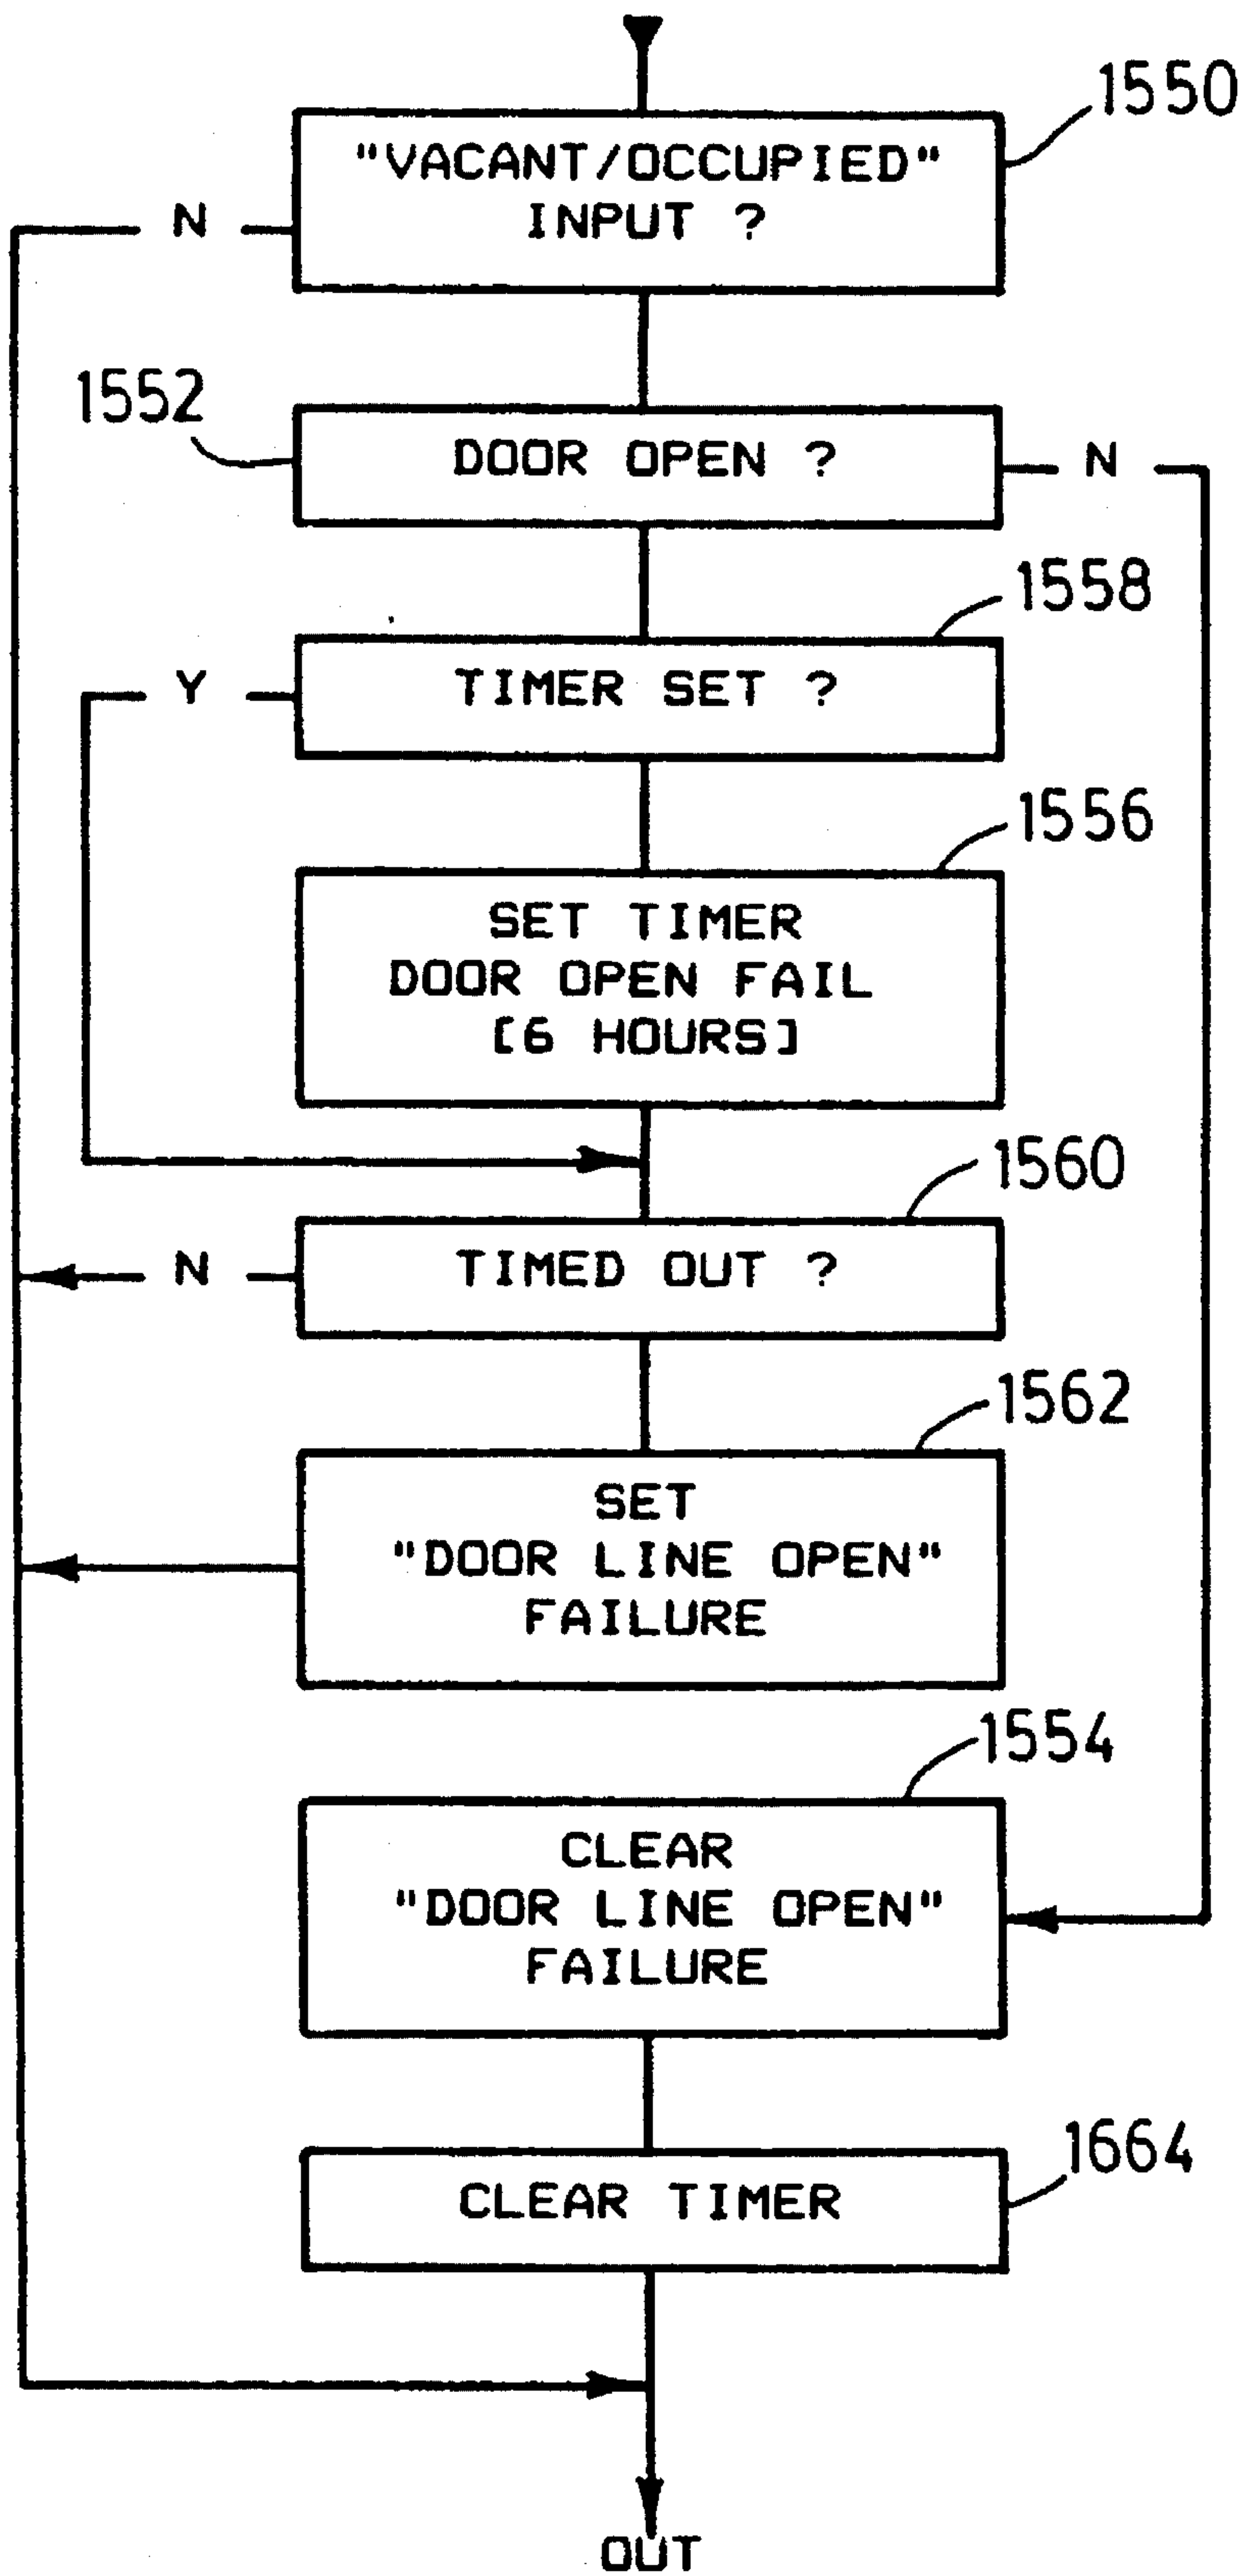 1550
"VACANT/OCCUPIED"
INPUT ?
N
1552
DOOR OPEN ?
N
1558
TIMER SET ?
Y
1556
SET TIMER
DOOR OPEN FAIL
[6 HOURS]
1560
TIMED OUT ?
N
1562
SET
"DOOR LINE OPEN"
FAILURE
1554
CLEAR
"DOOR LINE OPEN"
FAILURE
1664
CLEAR TIMER
OUT